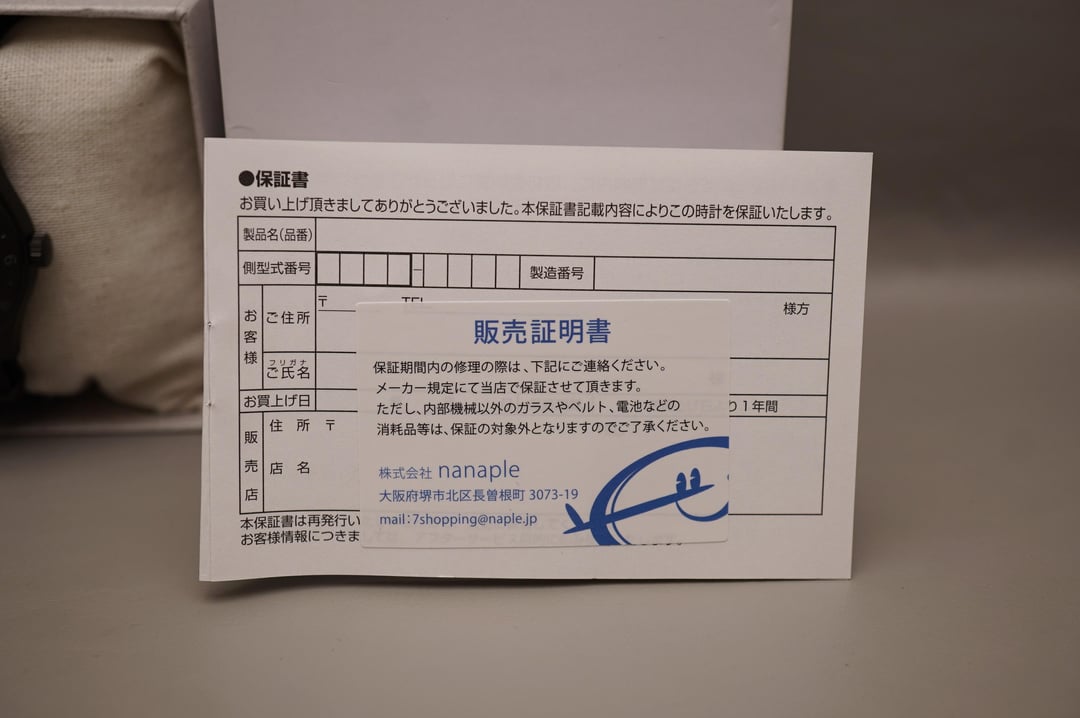 ●保証書
お買い上げ頂きましてありがとうございました。本保証書記載内容によりこの時計を保証いたします。
製品名(品番)
側型式番号 － 製造番号
お客様
ご住所 〒 TEL 様方
フリガナ
ご氏名
お買上げ日 より1年間
販売店
住所 〒
店名
本保証書は再発行い
お客様情報につきま
販売証明書
保証期間内の修理の際は、下記にご連絡ください。
メーカー規定にて当店で保証させて頂きます。
ただし、内部機械以外のガラスやベルト、電池などの
消耗品等は、保証の対象外となりますのでご了承ください。
株式会社 nanaple
大阪府堺市北区長曽根町 3073-19
mail：7shopping@naple.jp